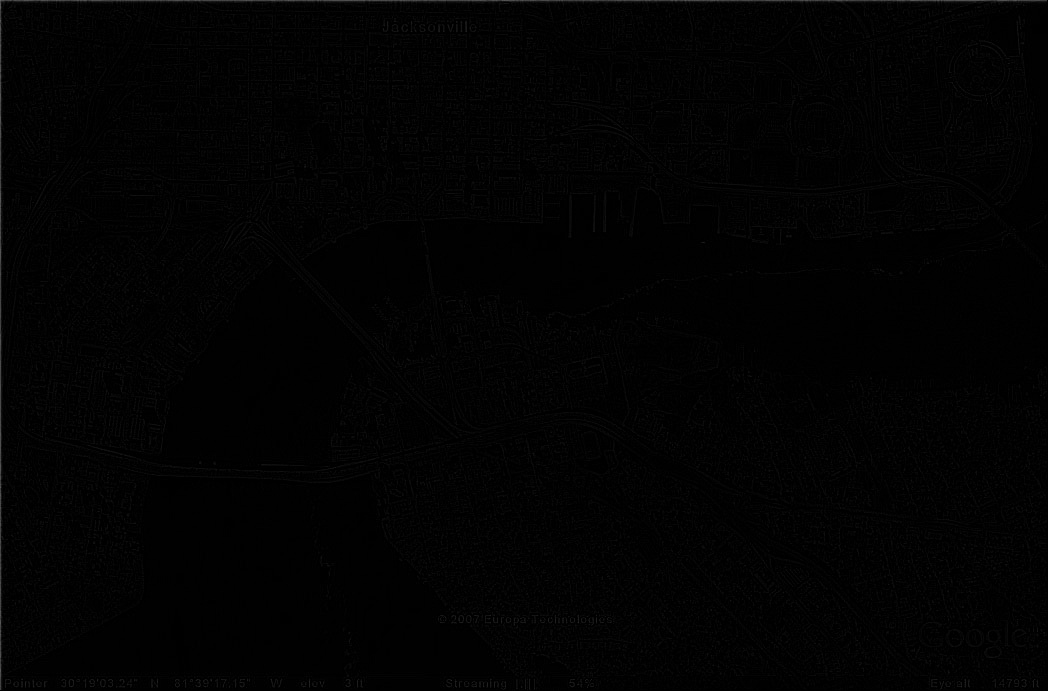 Jacksonville
© 2007 Europa Technologies
Google
Pointer 30°19'03.24" N 81°39'17.15" W elev 3 ft Streaming ||||| 54% Eye alt 14793 ft